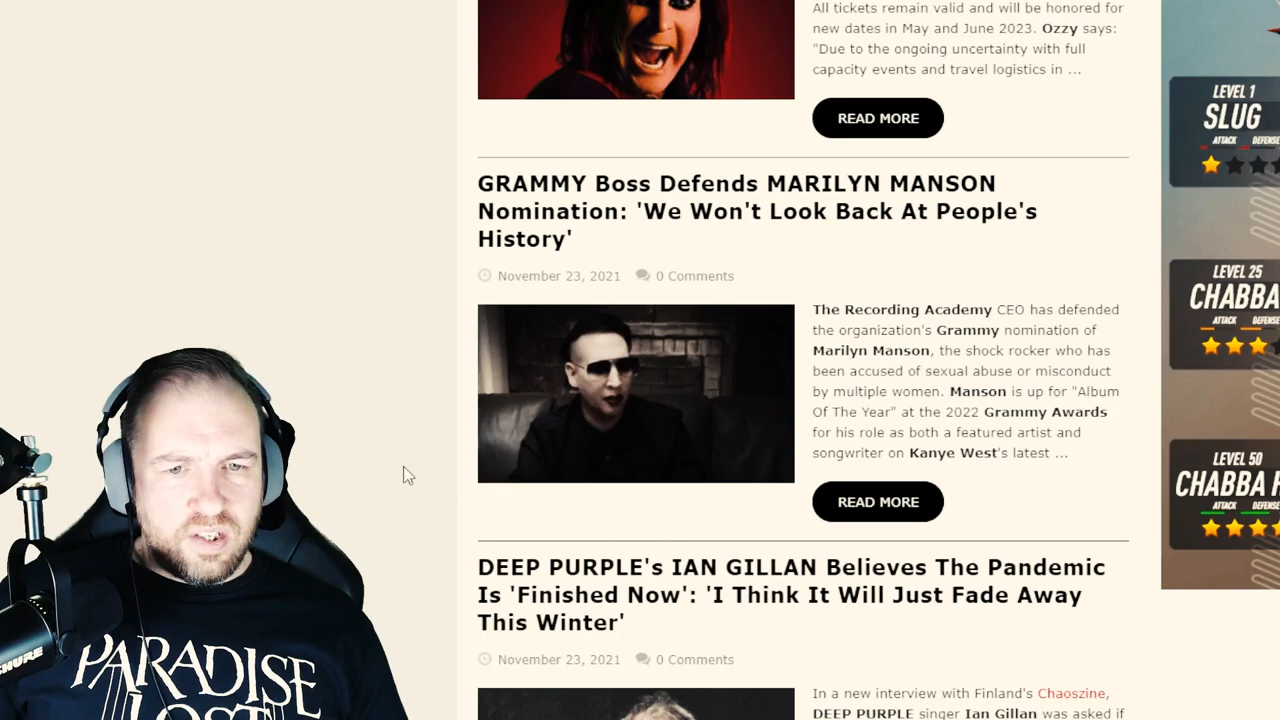 All tickets remain valid and will be honored for
new dates in May and June 2023. Ozzy says:
"Due to the ongoing uncertainty with full
capacity events and travel logistics in ...
READ MORE
GRAMMY Boss Defends MARILYN MANSON
Nomination: 'We Won't Look Back At People's
History'
November 23, 2021 0 Comments
The Recording Academy CEO has defended
the organization's Grammy nomination of
Marilyn Manson, the shock rocker who has
been accused of sexual abuse or misconduct
by multiple women. Manson is up for "Album
Of The Year" at the 2022 Grammy Awards
for his role as both a featured artist and
songwriter on Kanye West's latest ...
READ MORE
DEEP PURPLE's IAN GILLAN Believes The Pandemic
Is 'Finished Now': 'I Think It Will Just Fade Away
This Winter'
November 23, 2021 0 Comments
In a new interview with Finland's Chaoszine,
DEEP PURPLE singer Ian Gillan was asked if
LEVEL 1
SLUG
ATTACK DEFENSE
LEVEL 25
CHABBA
ATTACK DEFENSE
LEVEL 50
CHABBA
ATTACK DEFENSE
SHURE
PARADISE
LOST